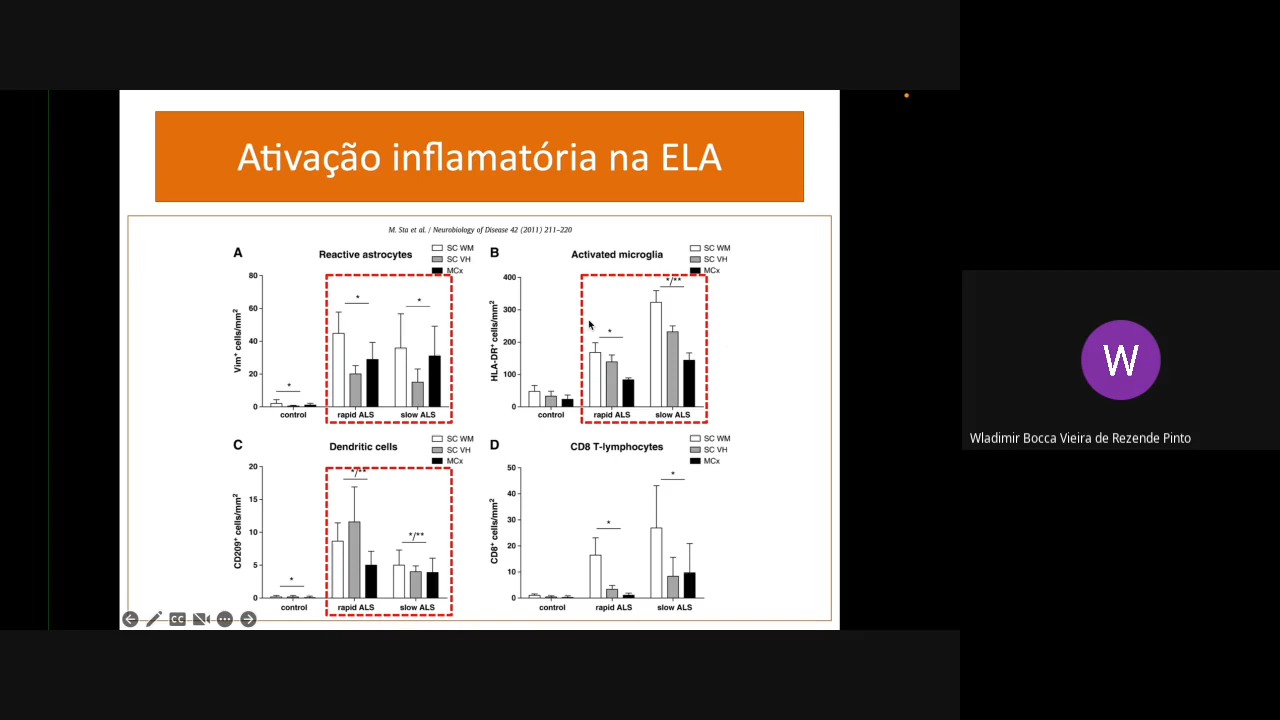 Ativação inflamatória na ELA
M. Sta et al. / Neurobiology of Disease 42 (2011) 211–220
A
Reactive astrocytes
SC WM
SC VH
MCx
Vim⁺ cells/mm²
80
60
40
20
0
*
*
*
control
rapid ALS
slow ALS
B
Activated microglia
SC WM
SC VH
MCx
HLA-DR⁺ cells/mm²
400
300
200
100
0
*
*/**
control
rapid ALS
slow ALS
C
Dendritic cells
SC WM
SC VH
MCx
CD209⁺ cells/mm²
20
15
10
5
0
*
*/**
*/**
control
rapid ALS
slow ALS
D
CD8 T-lymphocytes
SC WM
SC VH
MCx
CD8⁺ cells/mm²
50
40
30
20
10
0
*
*
control
rapid ALS
slow ALS
CC
W
Wladimir Bocca Vieira de Rezende Pinto